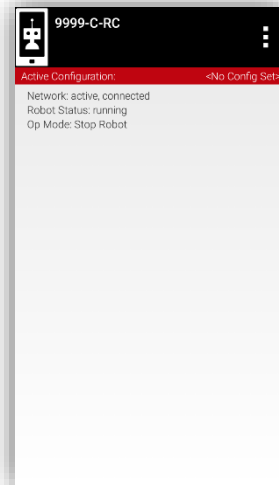 9999-C-RC
Active Configuration: <No Config Set>
Network: active, connected
Robot Status: running
Op Mode: Stop Robot